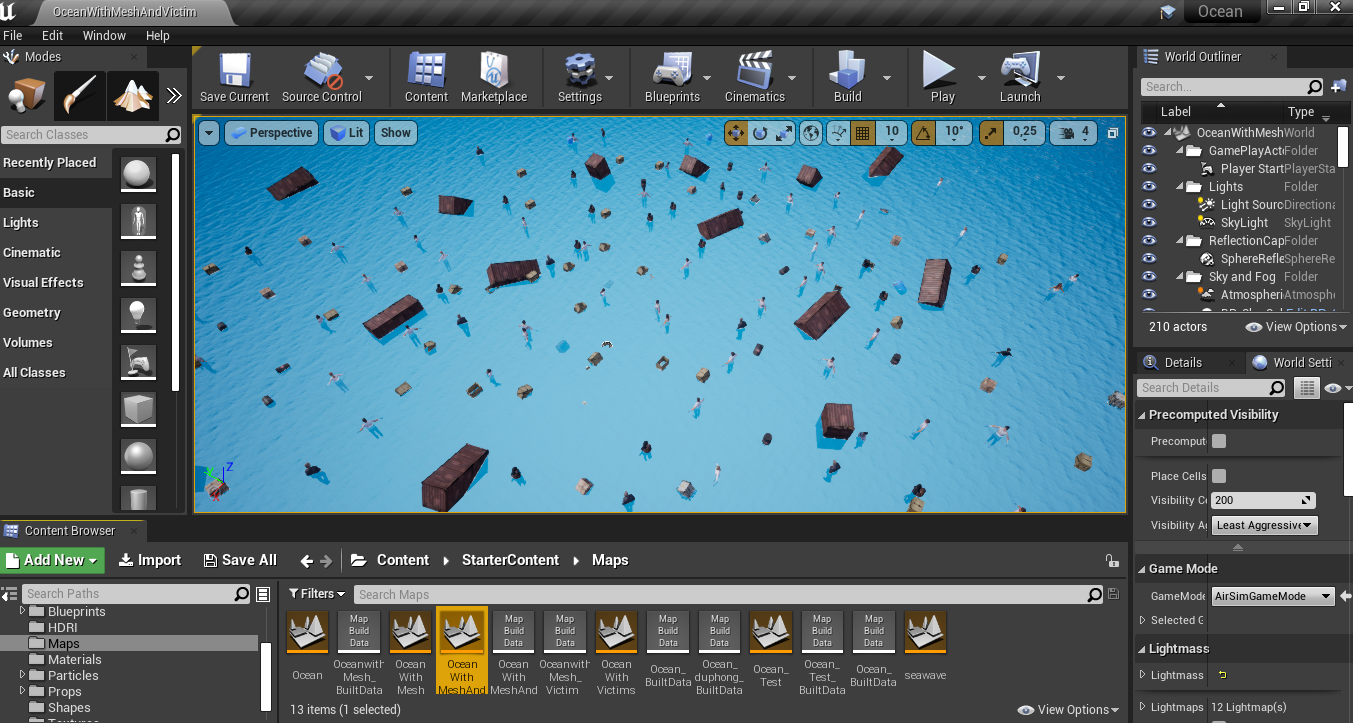 OceanWithMeshAndVictim
Ocean
File Edit Window Help
Modes
Search Classes
Recently Placed
Basic
Lights
Cinematic
Visual Effects
Geometry
Volumes
All Classes
Save Current
Source Control
Content
Marketplace
Settings
Blueprints
Cinematics
Build
Play
Launch
Perspective
Lit
Show
10
10°
0,25
4
Z
World Outliner
Search...
Label Type
OceanWithMesh World
GamePlayActo Folder
Player Start PlayerSta
Lights Folder
Light Sourc Directiona
SkyLight SkyLight
ReflectionCap Folder
SphereRefle SphereRe
Sky and Fog Folder
Atmospheri Atmosphe
210 actors
View Options
Details
World Setti
Search Details
Precomputed Visibility
Precomput
Place Cells
Visibility Ce 200
Visibility Ag Least Aggressive
Game Mode
GameMode AirSimGameMode
Selected G
Lightmass
Lightmass
Lightmaps 12 Lightmap(s)
Content Browser
Add New
Import
Save All
Content
StarterContent
Maps
Search Paths
Blueprints
HDRI
Maps
Materials
Particles
Props
Shapes
Textures
Filters
Search Maps
Ocean
Map
Build
Data
Oceanwith
Mesh_
BuiltData
Ocean
With
Mesh
Ocean
With
MeshAnd
Map
Build
Data
Ocean
With
MeshAnd
Map
Build
Data
Oceanwith
Mesh_
Victim
Ocean
With
Victims
Map
Build
Data
Ocean_
BuiltData
Map
Build
Data
Ocean_
duphong_
BuiltData
Ocean_
Test
Map
Build
Data
Ocean_
Test_
BuiltData
Map
Build
Data
Ocean_
BuiltData
seawave
13 items (1 selected)
View Options